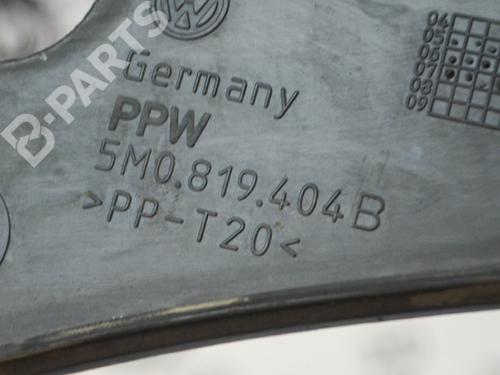 B-PARTS
Germany
PPW
5M0.819.404B
>PP-T20<
04
05
06
07
08
09